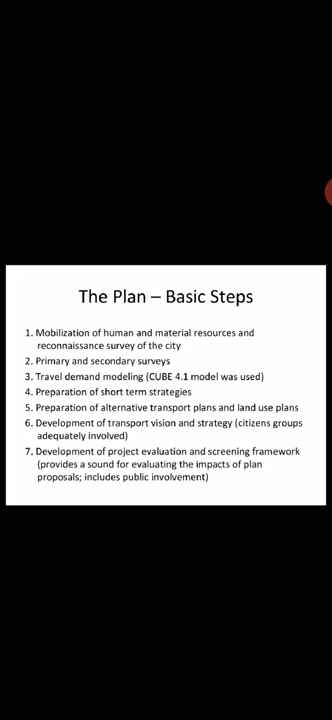 The Plan – Basic Steps
1. Mobilization of human and material resources and
reconnaissance survey of the city
2. Primary and secondary surveys
3. Travel demand modeling (CUBE 4.1 model was used)
4. Preparation of short term strategies
5. Preparation of alternative transport plans and land use plans
6. Development of transport vision and strategy (citizens groups
adequately involved)
7. Development of project evaluation and screening framework
(provides a sound for evaluating the impacts of plan
proposals; includes public involvement)